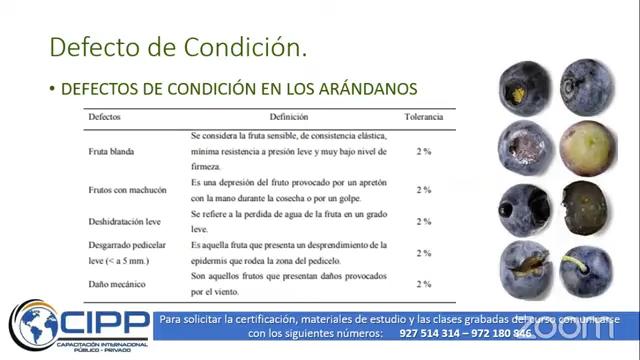 Defecto de Condición.
• DEFECTOS DE CONDICIÓN EN LOS ARÁNDANOS
Defectos Definición Tolerancia
Fruta blanda Se considera la fruta sensible, de consistencia elástica, mínima resistencia a presión leve y muy bajo nivel de firmeza. 2 %
Frutos con machucón Es una depresión del fruto provocado por un apretón con la mano durante la cosecha o por un golpe. 2 %
Deshidratación leve Se refiere a la perdida de agua de la fruta en un grado leve. 2 %
Desgarrado pedicelar leve (< a 5 mm.) Es aquella fruta que presenta un desprendimiento de la epidermis que rodea la zona del pedicelo. 2 %
Daño mecánico Son aquellos frutos que presentan daños provocados por el viento. 2 %
CIPP
CAPACITACIÓN INTERNACIONAL
PÚBLICO - PRIVADO
Para solicitar la certificación, materiales de estudio y las clases grabadas del curso comunicarse
con los siguientes números: 927 514 314 – 972 180 846
zoom